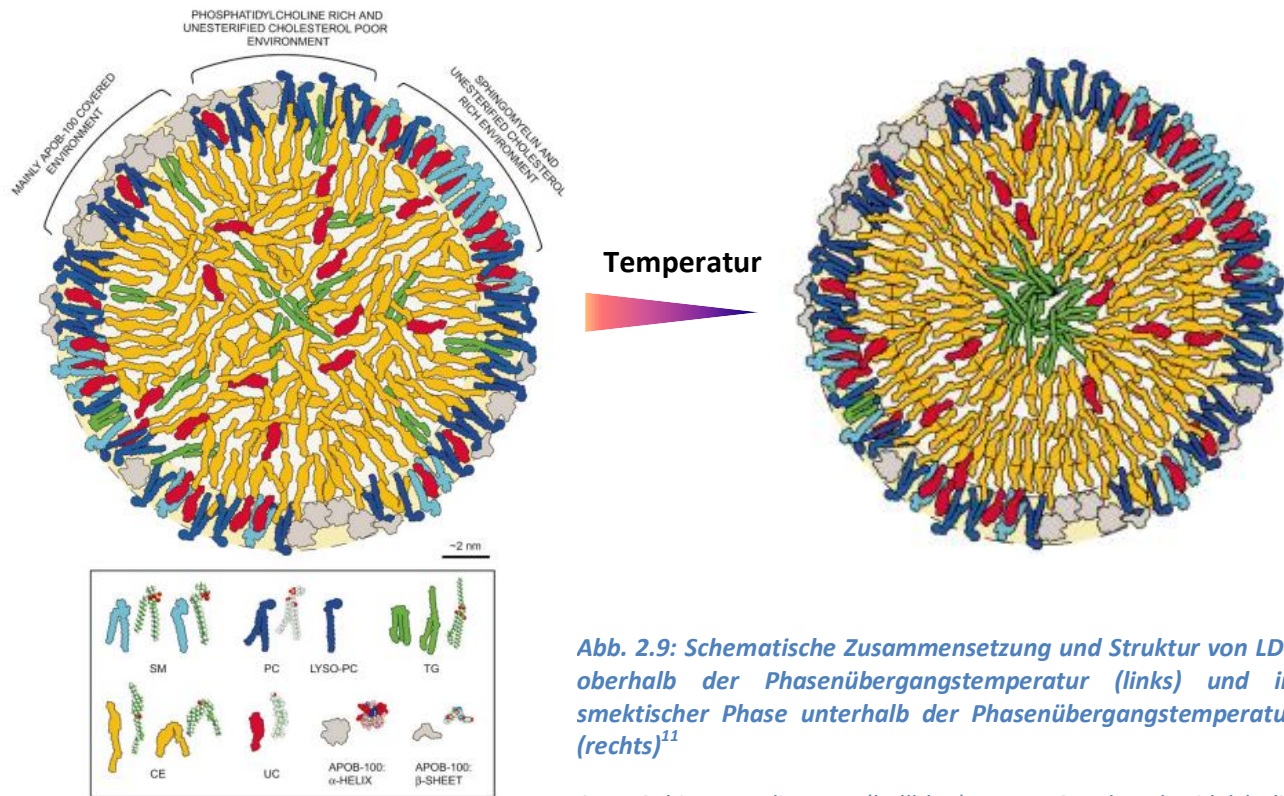 PHOSPHATIDYLCHOLINE RICH AND
UNESTERIFIED CHOLESTEROL POOR
ENVIRONMENT
MAINLY APOB-100 COVERED
ENVIRONMENT
SPHINGOMYELIN AND
UNESTERIFIED CHOLESTEROL
RICH ENVIRONMENT
Temperatur
~2 nm
SM PC LYSO-PC TG
CE UC APOB-100: α-HELIX APOB-100: β-SHEET
Abb. 2.9: Schematische Zusammensetzung und Struktur von LD
oberhalb der Phasenübergangstemperatur (links) und i
smektischer Phase unterhalb der Phasenübergangstemperatu
(rechts)11